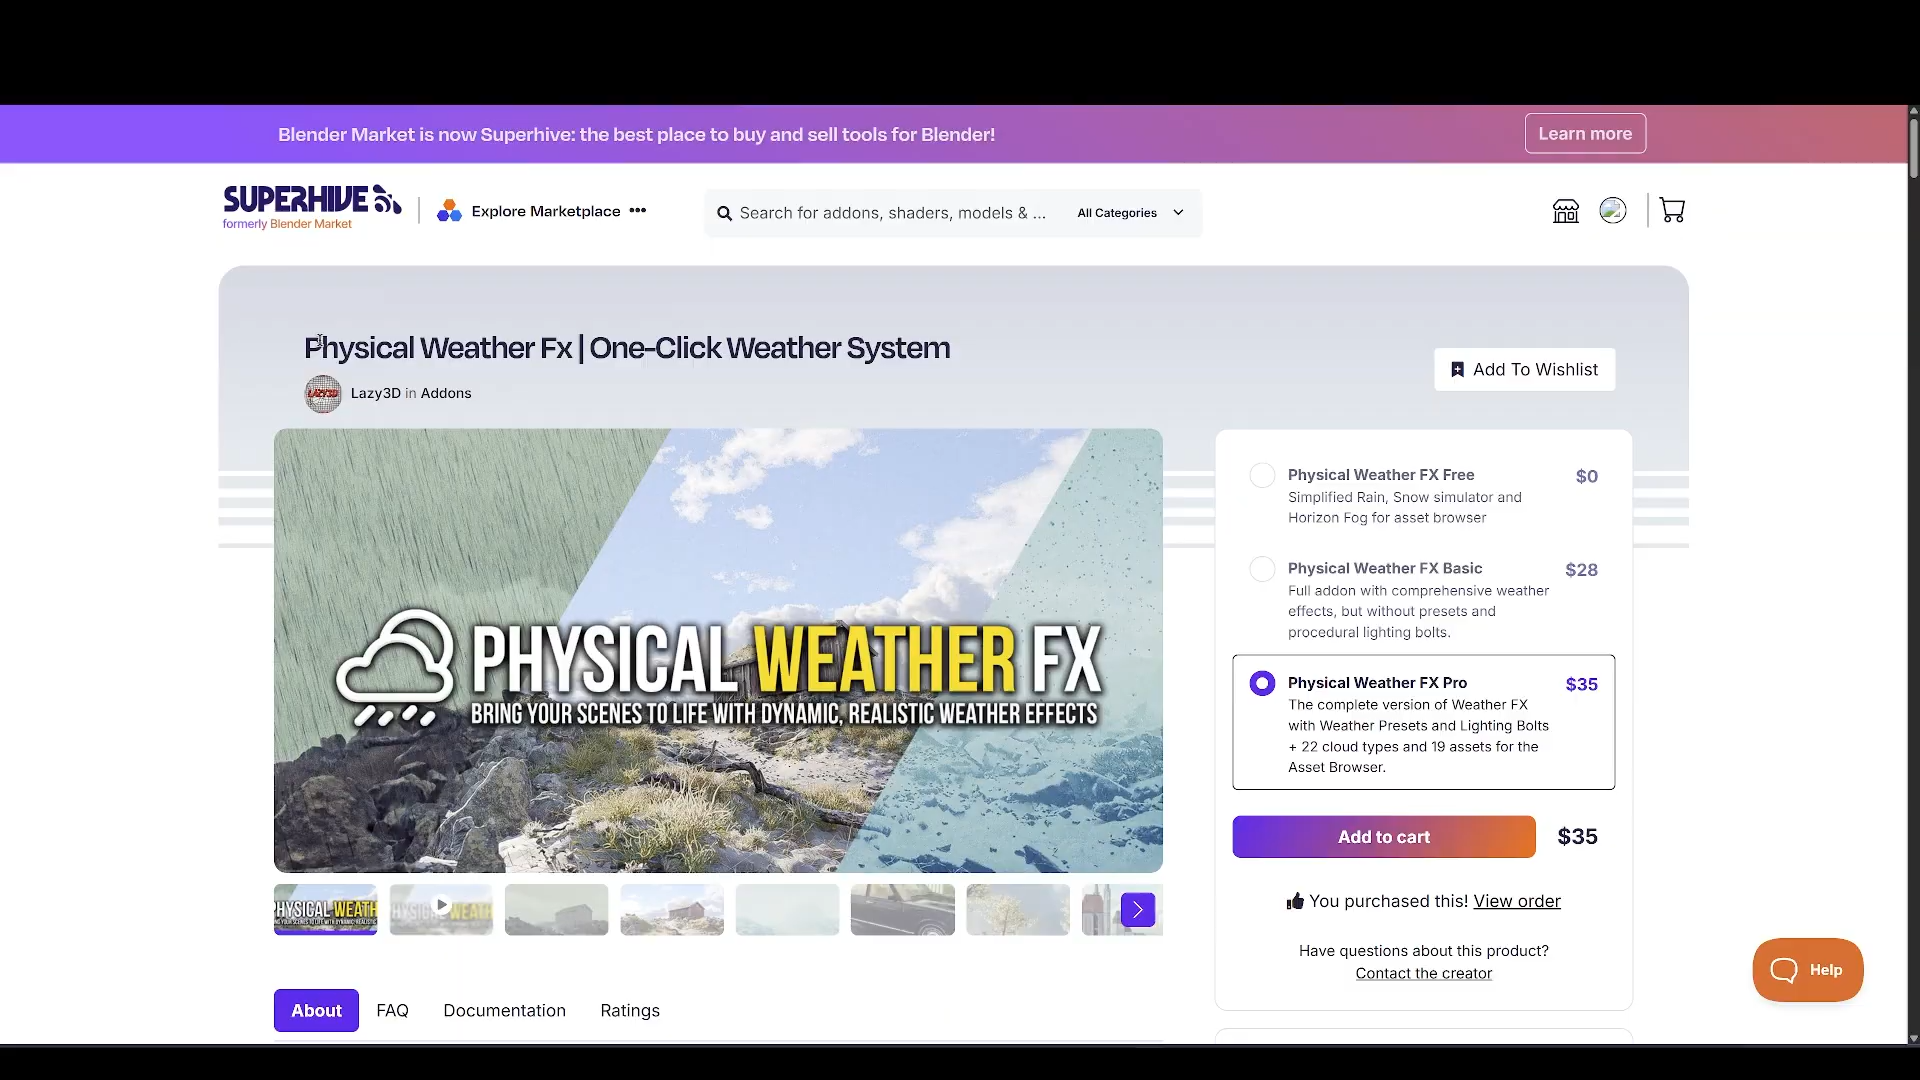 Blender Market is now Superhive: the best place to buy and sell tools for Blender!
Learn more
SUPERHIVE
formerly Blender Market
Explore Marketplace •••
Search for addons, shaders, models & ...
All Categories
Physical Weather Fx | One-Click Weather System
Lazy3D in Addons
Add To Wishlist
PHYSICAL WEATHER FX
BRING YOUR SCENES TO LIFE WITH DYNAMIC, REALISTIC WEATHER EFFECTS
Physical Weather FX Free
$0
Simplified Rain, Snow simulator and
Horizon Fog for asset browser
Physical Weather FX Basic
$28
Full addon with comprehensive weather
effects, but without presets and
procedural lighting bolts.
Physical Weather FX Pro
$35
The complete version of Weather FX
with Weather Presets and Lighting Bolts
+ 22 cloud types and 19 assets for the
Asset Browser.
Add to cart
$35
You purchased this! View order
Have questions about this product?
Contact the creator
Help
About
FAQ
Documentation
Ratings